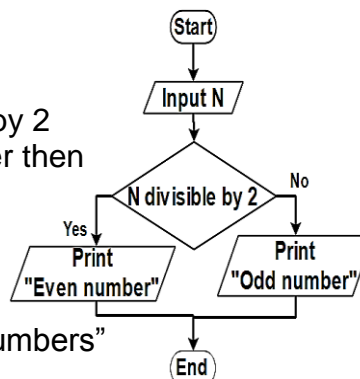 Start
Input N
by 2
er then
N divisible by 2
Yes
No
Print
"Even number"
Print
"Odd number"
umbers”
End